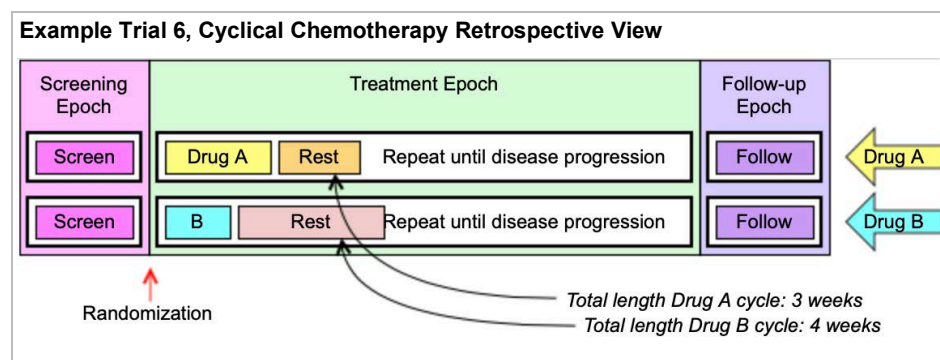 Example Trial 6, Cyclical Chemotherapy Retrospective View
Screening
Epoch
Treatment Epoch
Follow-up
Epoch
Screen
Drug A
Rest
Repeat until disease progression
Follow
Drug A
Screen
B
Rest
Repeat until disease progression
Follow
Drug B
Randomization
Total length Drug A cycle: 3 weeks
Total length Drug B cycle: 4 weeks